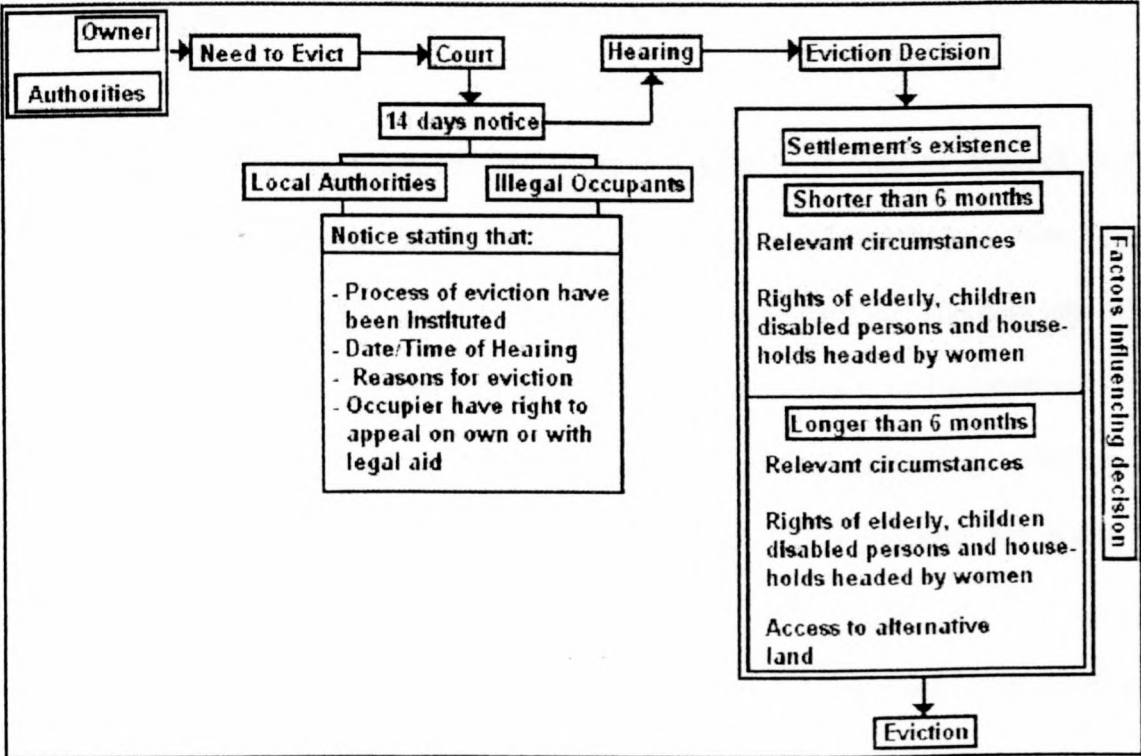 Owner
Authorities
Need to Evict
Court
Hearing
Eviction Decision
14 days notice
Local Authorities
Illegal Occupants
Notice stating that:
- Process of eviction have
been Instituted
- Date/Time of Hearing
- Reasons for eviction
- Occupier have right to
appeal on own or with
legal aid
Settlement's existence
Shorter than 6 months
Relevant circumstances
Rights of elderly, children
disabled persons and house-
holds headed by women
Longer than 6 months
Relevant circumstances
Rights of elderly, children
disabled persons and house-
holds headed by women
Access to alternative
land
Factors influencing decision
Eviction